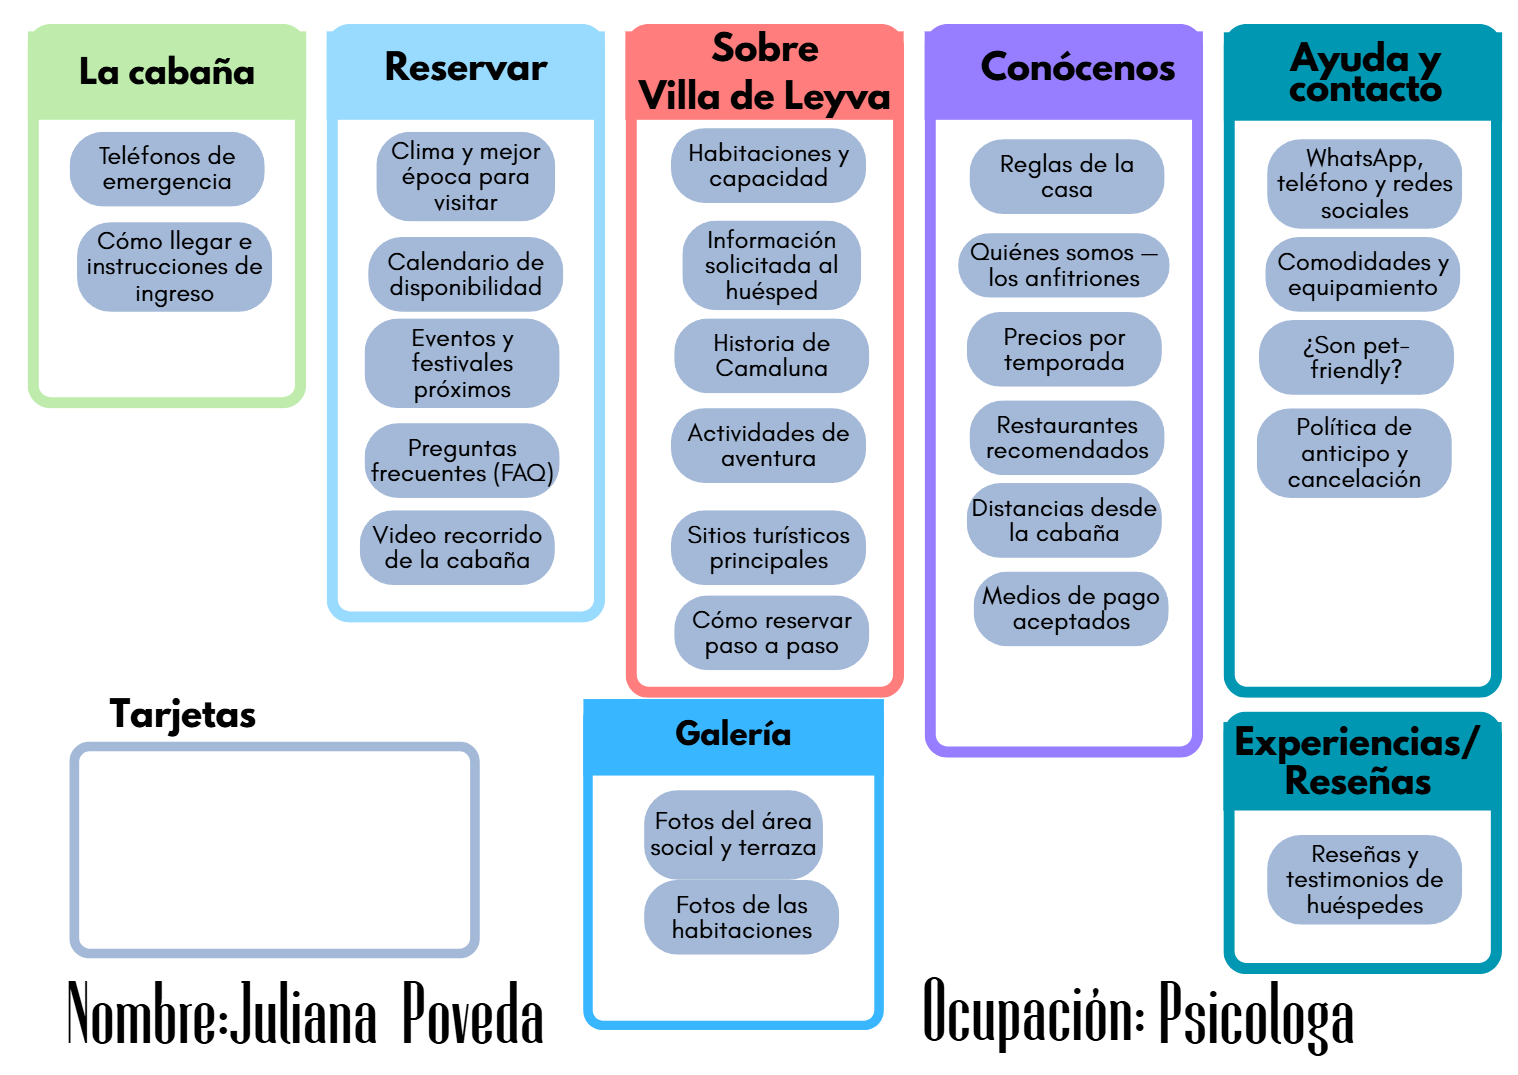 La cabaña
Teléfonos de
emergencia
Cómo llegar e
instrucciones de
ingreso
Reservar
Clima y mejor
época para
visitar
Calendario de
disponibilidad
Eventos y
festivales
próximos
Preguntas
frecuentes (FAQ)
Video recorrido
de la cabaña
Sobre
Villa de Leyva
Habitaciones y
capacidad
Información
solicitada al
huésped
Historia de
Camaluna
Actividades de
aventura
Sitios turísticos
principales
Cómo reservar
paso a paso
Conócenos
Reglas de la
casa
Quiénes somos —
los anfitriones
Precios por
temporada
Restaurantes
recomendados
Distancias desde
la cabaña
Medios de pago
aceptados
Ayuda y
contacto
WhatsApp,
teléfono y redes
sociales
Comodidades y
equipamiento
¿Son pet-
friendly?
Política de
anticipo y
cancelación
Tarjetas
Galería
Fotos del área
social y terraza
Fotos de las
habitaciones
Experiencias/
Reseñas
Reseñas y
testimonios de
huéspedes
Nombre:Juliana Poveda
Ocupación: Psicologa